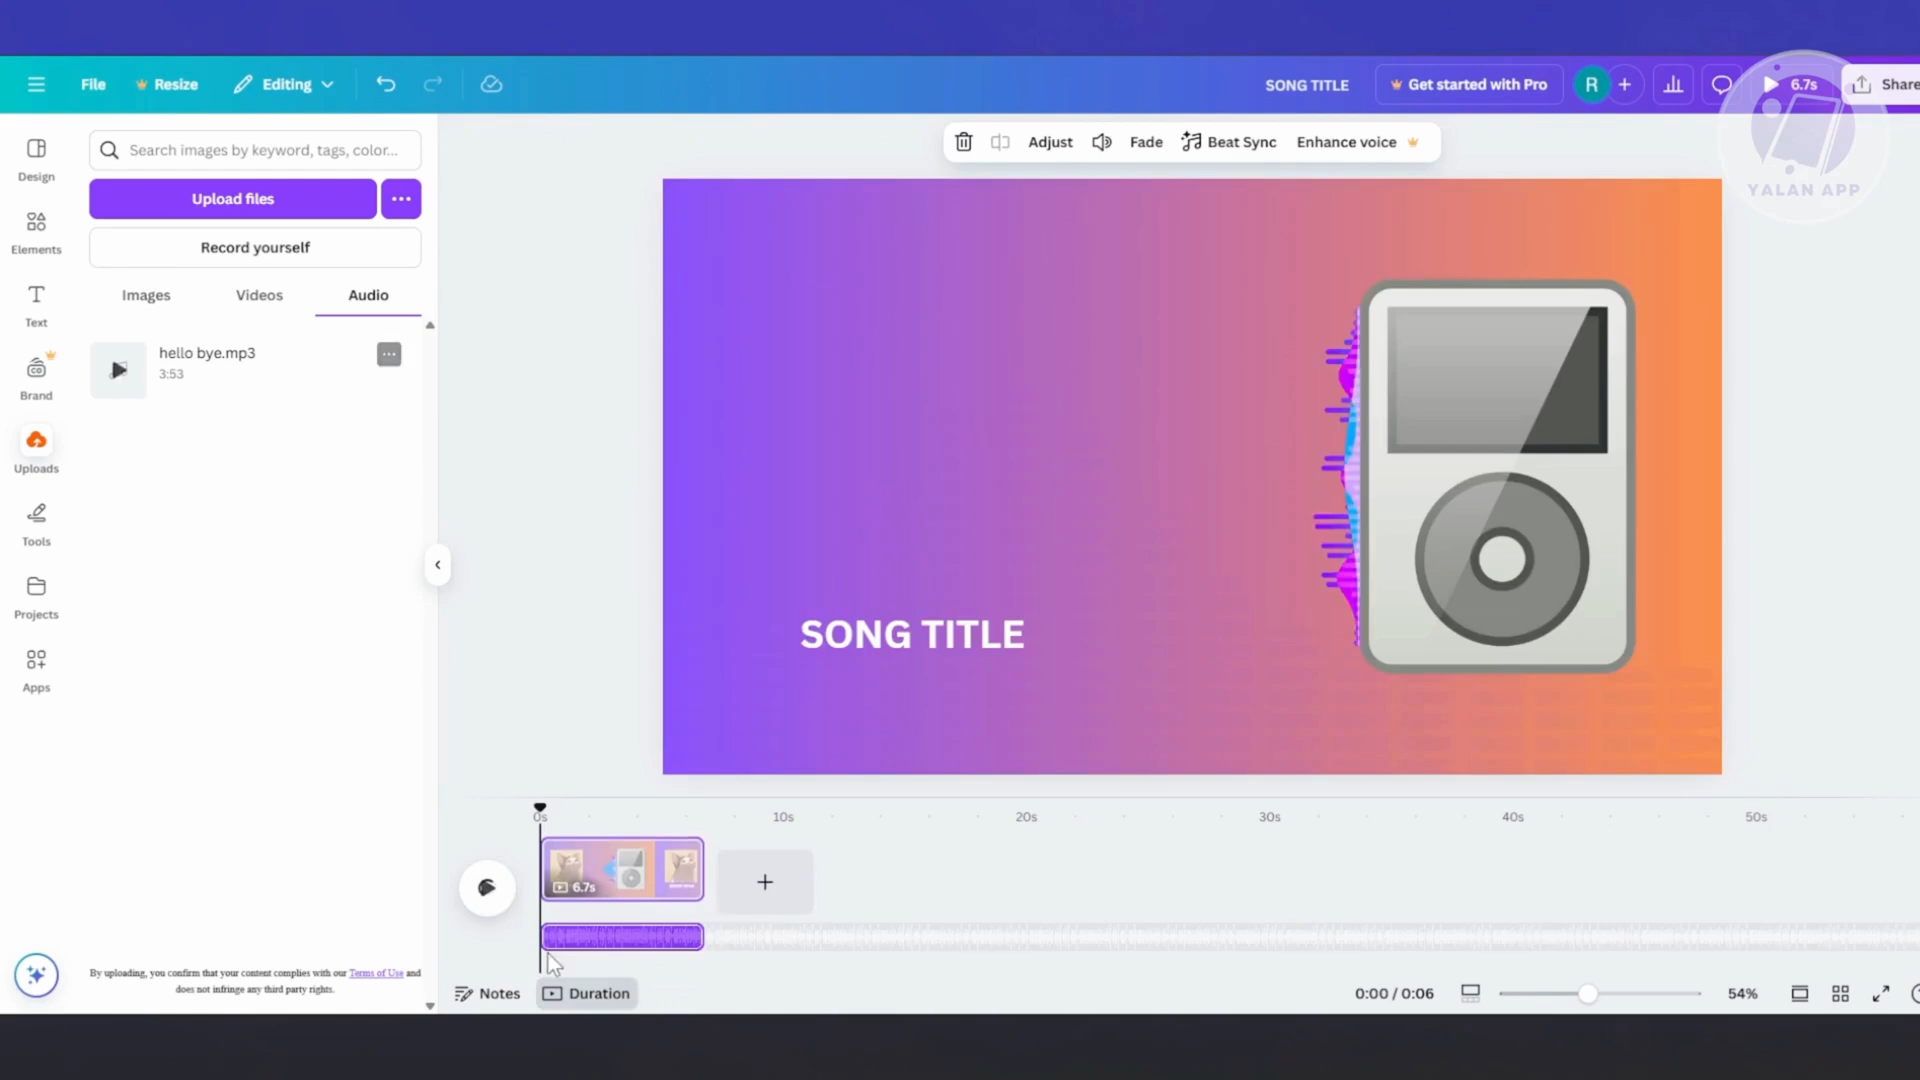 File
Resize
Editing
SONG TITLE
Get started with Pro
R
6.7s
Share
YALAN APP
Design
Elements
Text
Brand
CO
Uploads
Tools
Projects
Apps
Search images by keyword, tags, color...
Upload files
Record yourself
Images
Videos
Audio
hello bye.mp3
3:53
By uploading, you confirm that your content complies with our Terms of Use and
does not infringe any third party rights.
Adjust
Fade
Beat Sync
Enhance voice
SONG TITLE
0s
10s
20s
30s
40s
50s
6.7s
Notes
Duration
0:00 / 0:06
54%